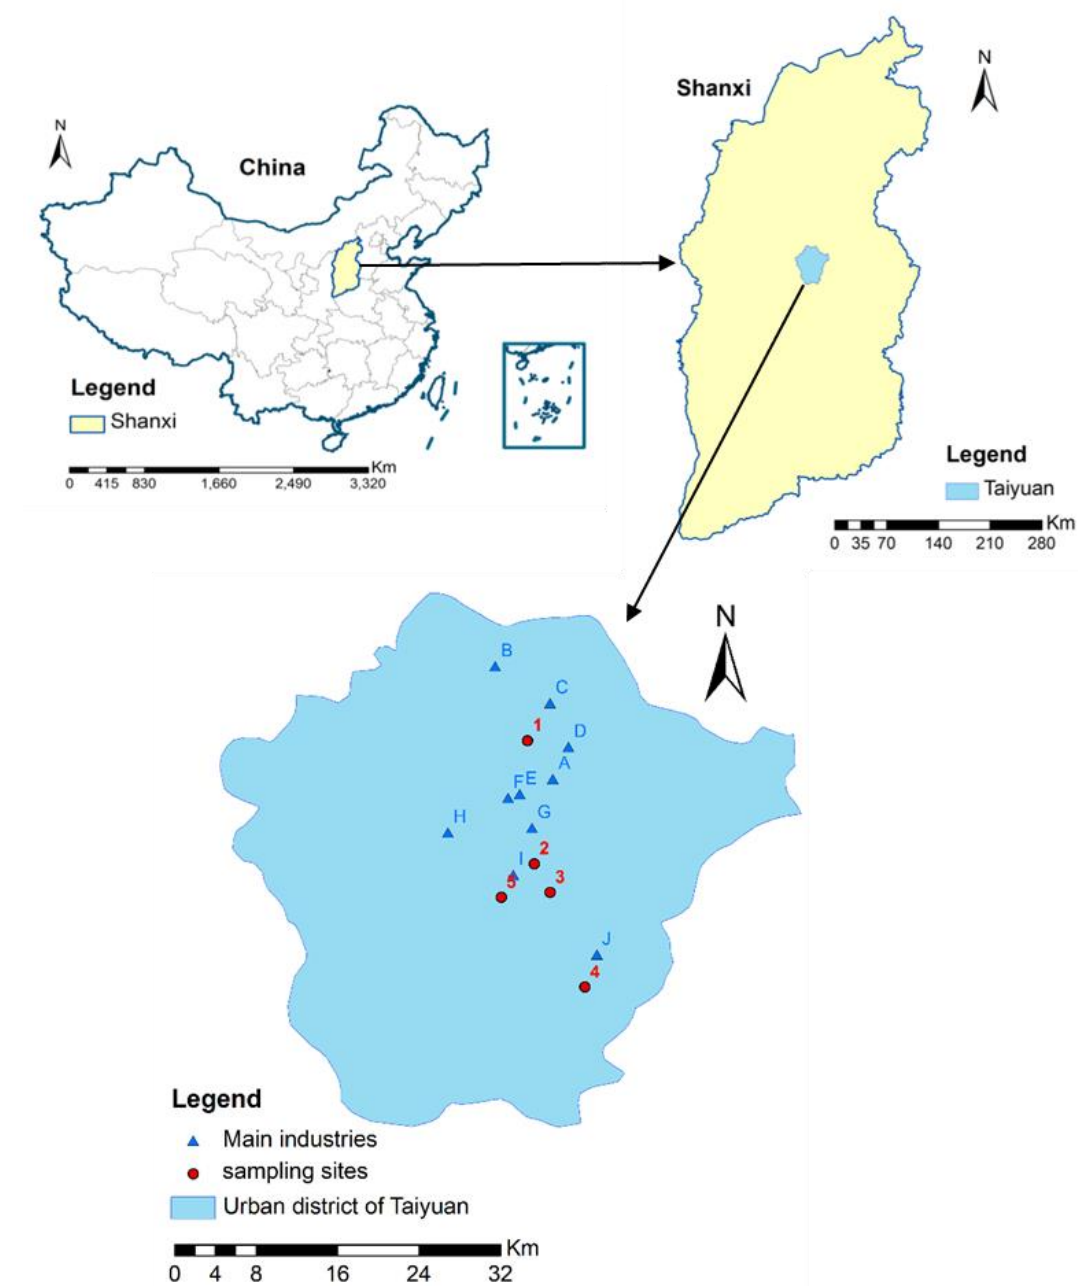 N
China
Legend
Shanxi
Km
0 415 830 1,660 2,490 3,320
Shanxi
N
Legend
Taiyuan
Km
0 35 70 140 210 280
N
B
C
1
D
A
F E
H
G
2
I
5
3
J
4
Legend
Main industries
sampling sites
Urban district of Taiyuan
Km
0 4 8 16 24 32